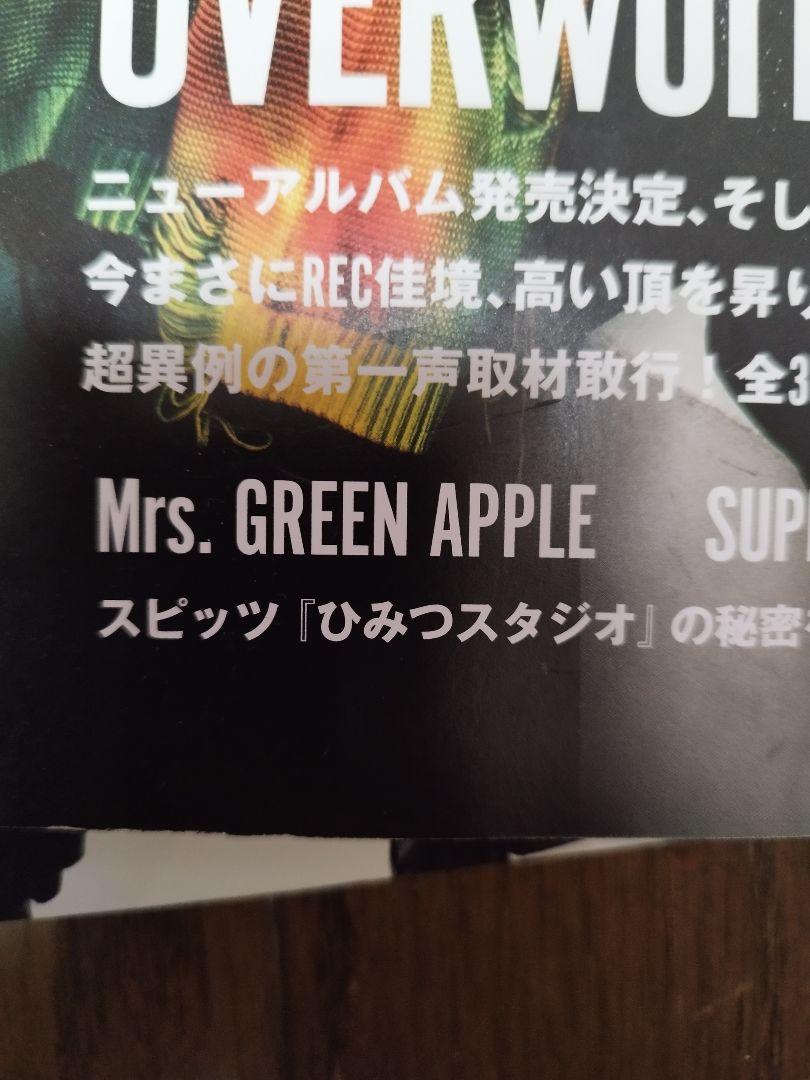 OVERWOR
ニューアルバム発売決定、そし
今まさにREC佳境、高い頂を昇り
超異例の第一声取材敢行！全3
Mrs. GREEN APPLE SUP
スピッツ『ひみつスタジオ』の秘密